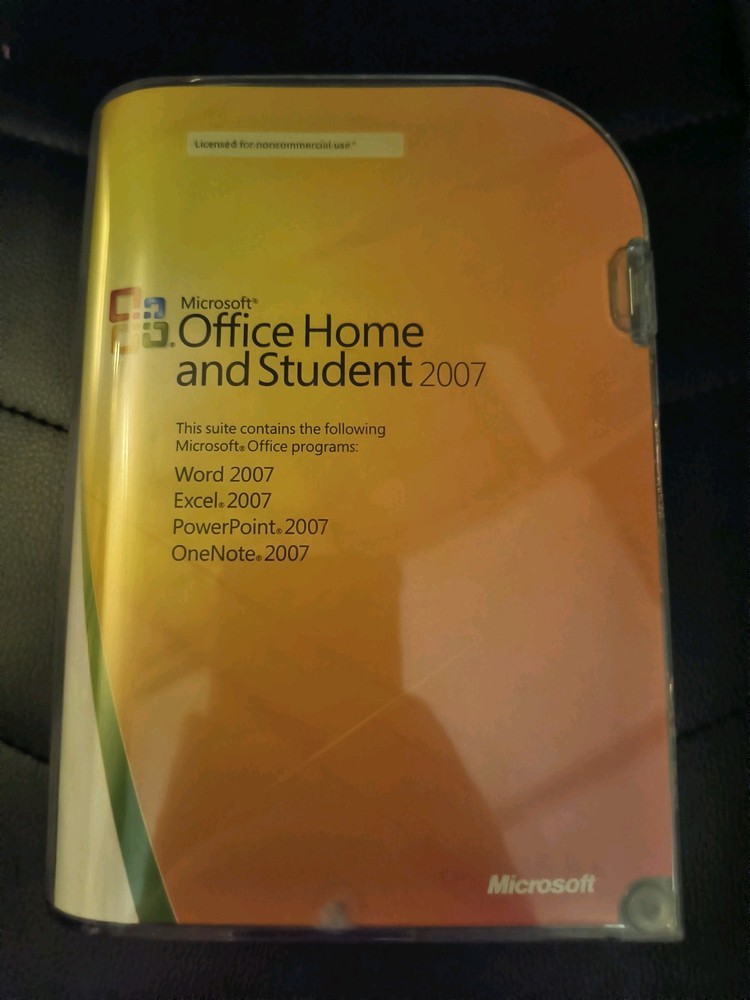 Licensed for noncommercial use*
Microsoft®
Office Home
and Student 2007
This suite contains the following
Microsoft® Office programs:
Word 2007
Excel® 2007
PowerPoint® 2007
OneNote® 2007
Microsoft